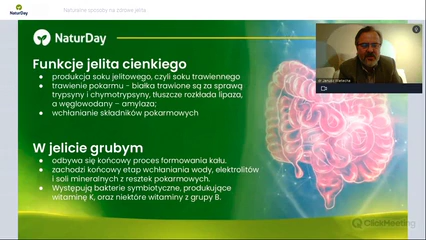 NaturDay
Naturalne sposoby na zdrowe jelita
NaturDay
Funkcje jelita cienkiego
● produkcja soku jelitowego, czyli soku trawiennego
● trawienie pokarmu - białka trawione są za sprawą
trypsyny i chymotrypsyny, tłuszcze rozkłada lipaza,
a węglowodany – amylaza;
● wchłanianie składników pokarmowych
W jelicie grubym
● odbywa się końcowy proces formowania kału.
● zachodzi końcowy etap wchłaniania wody, elektrolitów
i soli mineralnych z resztek pokarmowych.
● Występują bakterie symbiotyczne, produkujące
witaminę K, oraz niektóre witaminy z grupy B.
ClickMeeting